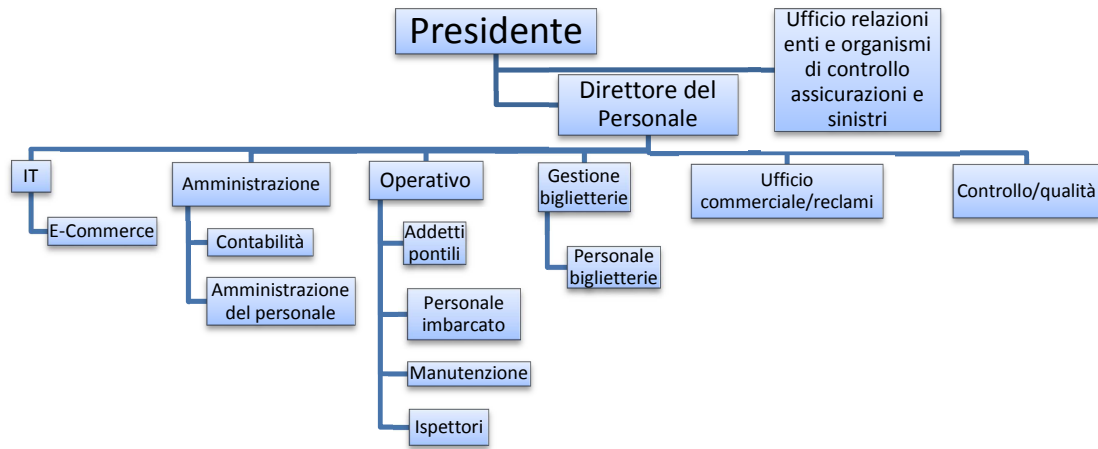 Presidente
Ufficio relazioni
enti e organismi
di controllo
assicurazioni e
sinistri
Direttore del
Personale
IT
E-Commerce
Amministrazione
Contabilità
Amministrazione
del personale
Operativo
Addetti
pontili
Personale
imbarcato
Manutenzione
Ispettori
Gestione
biglietterie
Personale
biglietterie
Ufficio
commerciale/reclami
Controllo/qualità